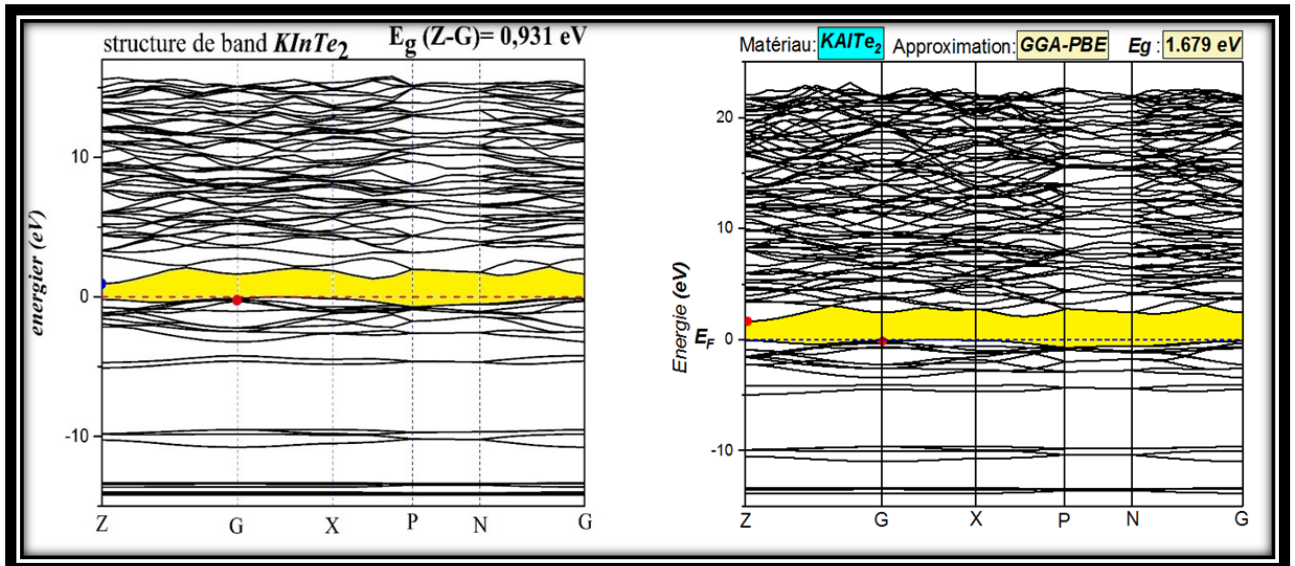 structure de band KInTe2 Eg (Z-G)= 0,931 eV
energier (eV)
10
0
-10
Z G X P N G
Matériau: KAlTe2 Approximation: GGA-PBE Eg : 1.679 eV
Energie (eV)
20
10
EF 0
-10
Z G X P N G